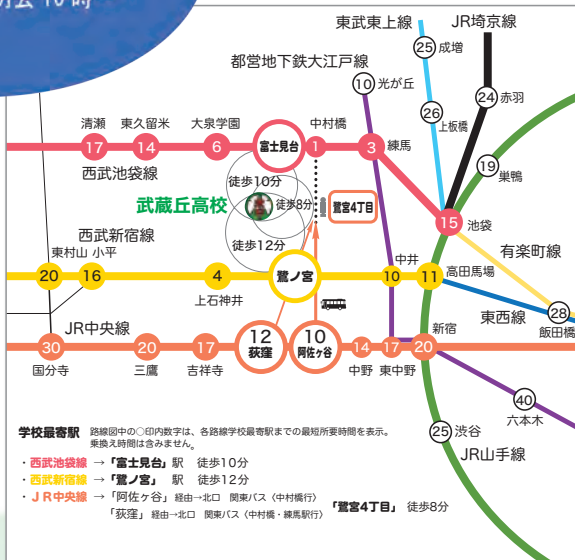 東武東上線
JR埼京線
25 成増
都営地下鉄大江戸線
10 光が丘
24 赤羽
26 上板橋
清瀬 東久留米 大泉学園 中村橋
17 14 6 富士見台 1 3 練馬
19 巣鴨
西武池袋線
徒歩10分
武蔵丘高校
徒歩8分
鷺宮4丁目
15 池袋
西武新宿線
徒歩12分
有楽町線
東村山 小平
中井
20 16 4 鷺ノ宮 10 11 高田馬場
上石神井
東西線
28
飯田橋
JR中央線
新宿
30 20 17 12 荻窪 10 阿佐ヶ谷 14 17 20
国分寺 三鷹 吉祥寺 中野 東中野
40
六本木
25 渋谷
JR山手線
学校最寄駅 路線図中の○印内数字は、各路線学校最寄駅までの最短所要時間を表示。
乗換え時間は含みません。
・西武池袋線 → 「富士見台」駅 徒歩10分
・西武新宿線 → 「鷺ノ宮」 駅 徒歩12分
・ＪＲ中央線 → 「阿佐ヶ谷」 経由→北口 関東バス〈中村橋行〉
「荻窪」 経由→北口 関東バス〈中村橋・練馬駅行〉
「鷺宮4丁目」 徒歩8分